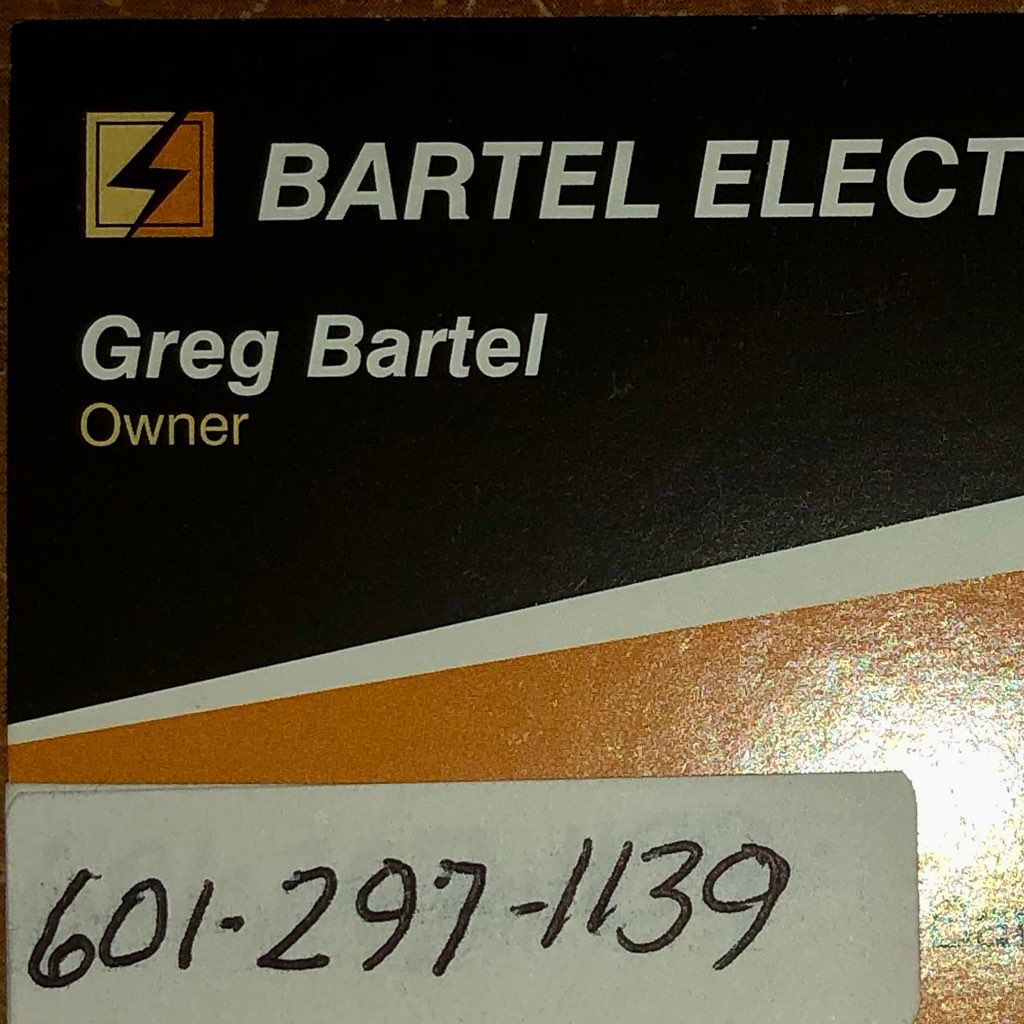 BARTEL ELECT
Greg Bartel
Owner
601-297-1139